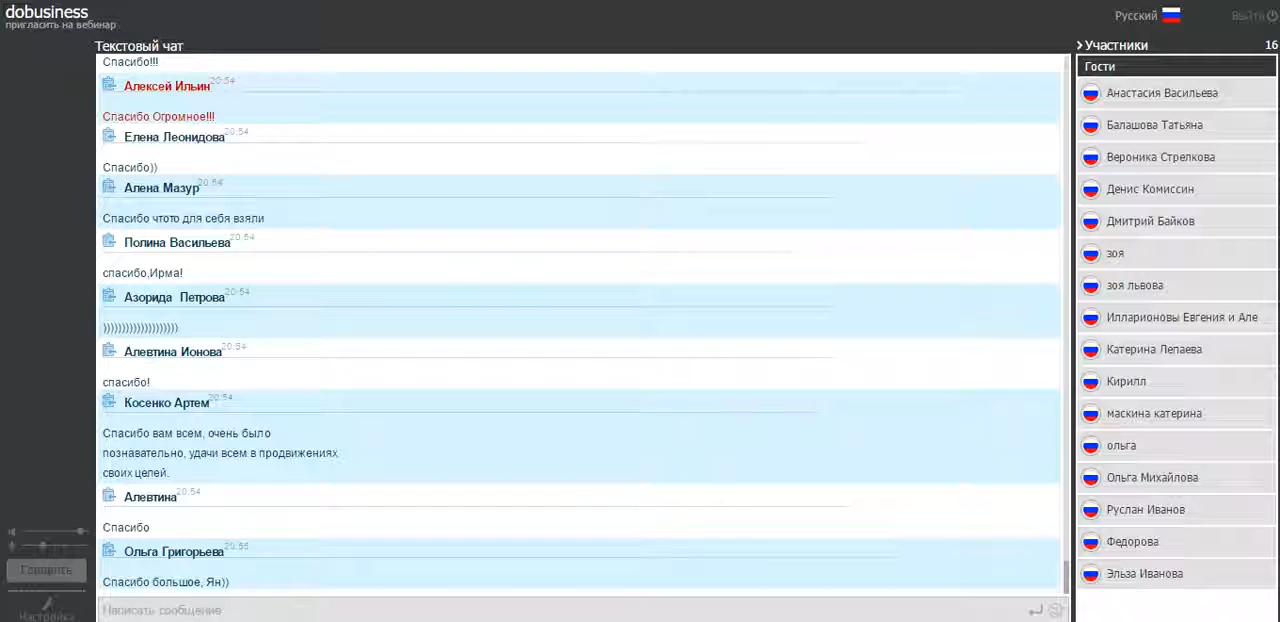 dobusiness
пригласить на вебинар
Русский
Выйти
Текстовый чат
Участники 16
Гости
Спасибо!!!
Алексей Ильин 20:54
Спасибо Огромное!!!
Елена Леонидова 20:54
Спасибо))
Алена Мазур 20:54
Спасибо чтото для себя взяли
Полина Васильева 20:54
спасибо,Ирма!
Азорида Петрова 20:54
))))))))))))))))))))
Алевтина Ионова 20:54
спасибо!
Косенко Артем 20:54
Спасибо вам всем, очень было
познавательно, удачи всем в продвижениях
своих целей.
Алевтина 20:54
Спасибо
Ольга Григорьева 20:55
Спасибо большое, Ян))
Написать сообщение
Анастасия Васильева
Балашова Татьяна
Вероника Стрелкова
Денис Комиссин
Дмитрий Байков
зоя
зоя львова
Илларионовы Евгения и Але
Катерина Лепаева
Кирилл
маскина катерина
ольга
Ольга Михайлова
Руслан Иванов
Федорова
Эльза Иванова
Говорить
Настройка